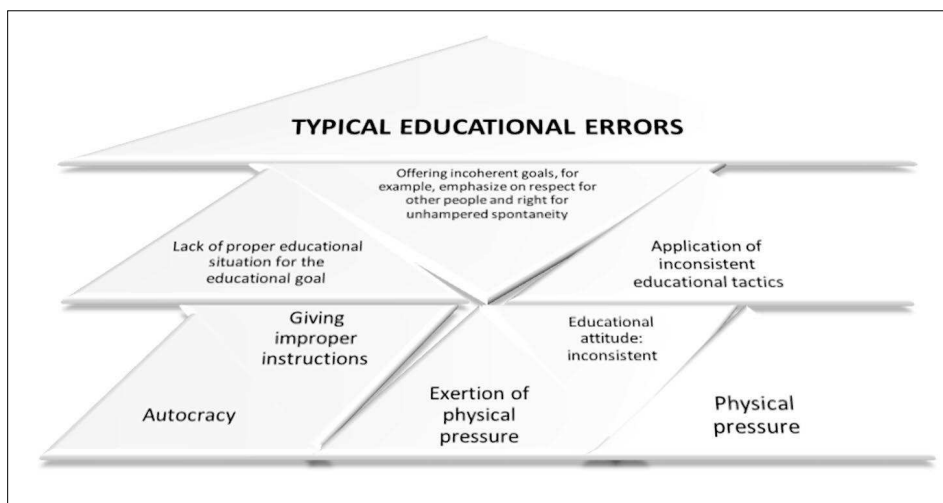 TYPICAL EDUCATIONAL ERRORS
Offering incoherent goals, for
example, emphasize on respect for
other people and right for
unhampered spontaneity
Lack of proper educational
situation for the
educational goal
Application of
inconsistent
educational tactics
Giving
improper
instructions
Educational
attitude:
inconsistent
Autocracy
Exertion of
physical
pressure
Physical
pressure